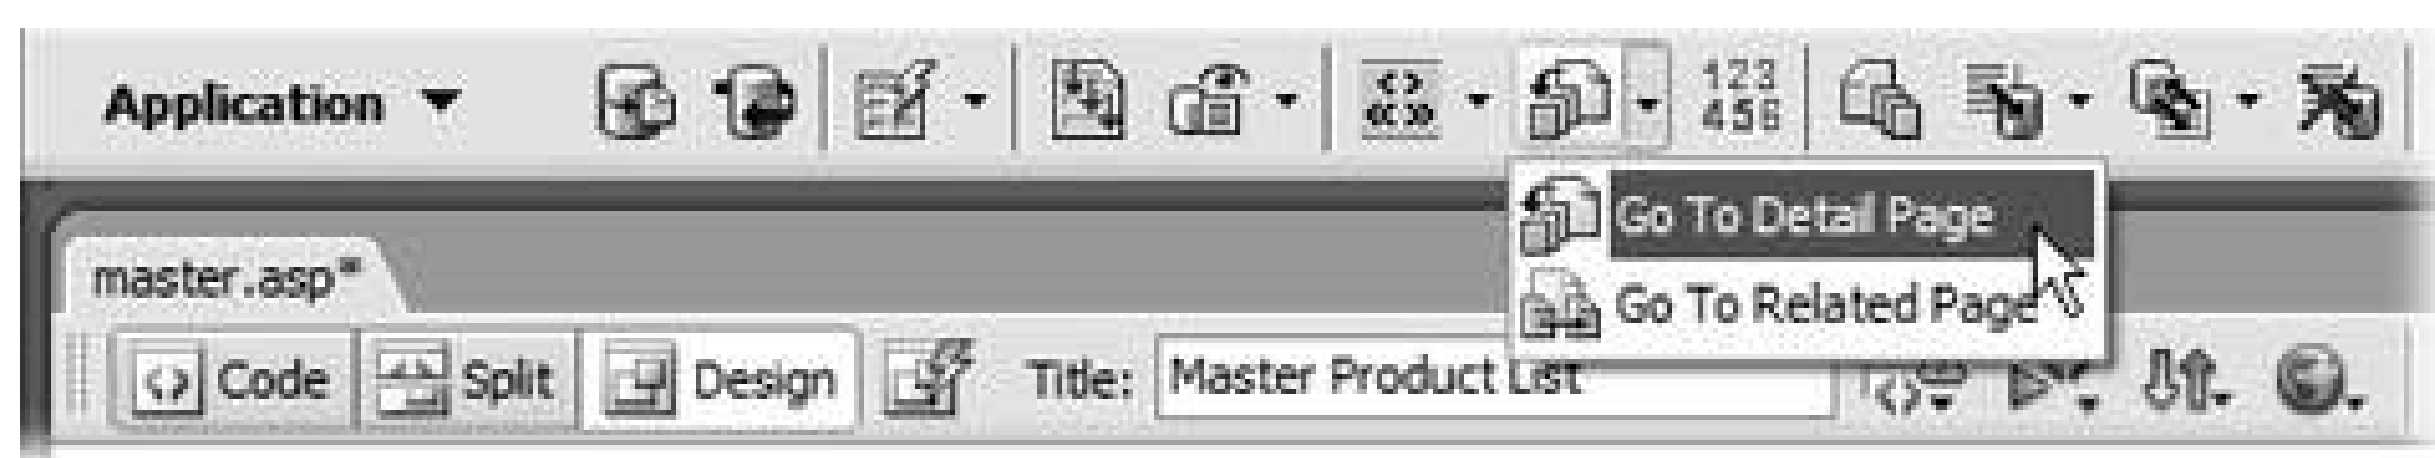 Application
123
456
Go To Detail Page
master.asp*
Go To Related Page
Code Split Design Title: Master Product List